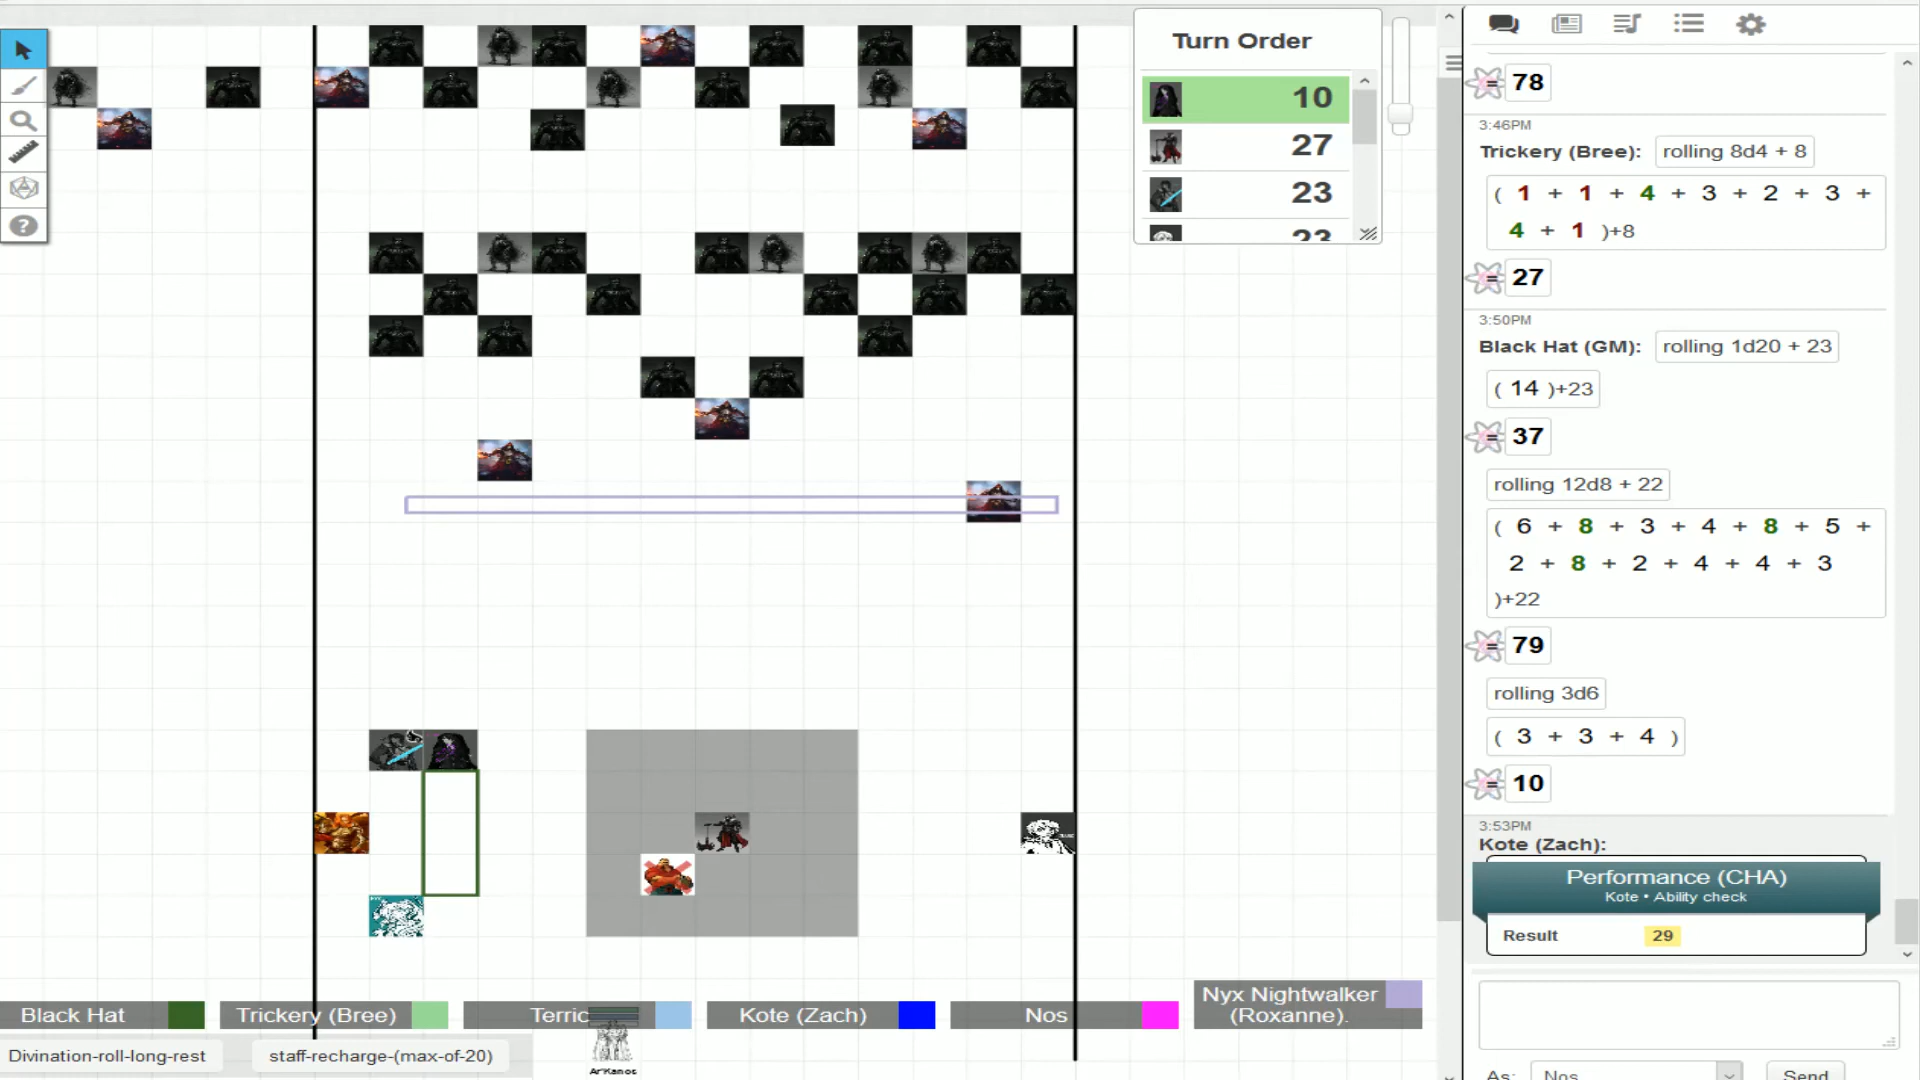 Turn Order
10
27
23
23
78
3:46PM
Trickery (Bree): rolling 8d4 + 8
( 1 + 1 + 4 + 3 + 2 + 3 +
4 + 1 )+8
= 27
3:50PM
Black Hat (GM): rolling 1d20 + 23
( 14 )+23
= 37
rolling 12d8 + 22
( 6 + 8 + 3 + 4 + 8 + 5 +
2 + 8 + 2 + 4 + 4 + 3
)+22
= 79
rolling 3d6
( 3 + 3 + 4 )
= 10
3:53PM
Kote (Zach):
Performance (CHA)
Kote • Ability check
Result 29
As: Nos Send
Black Hat
Trickery (Bree)
Terric
Kote (Zach)
Nos
Nyx Nightwalker
(Roxanne).
Divination-roll-long-rest
staff-recharge-(max-of-20)
Ar'Kanos